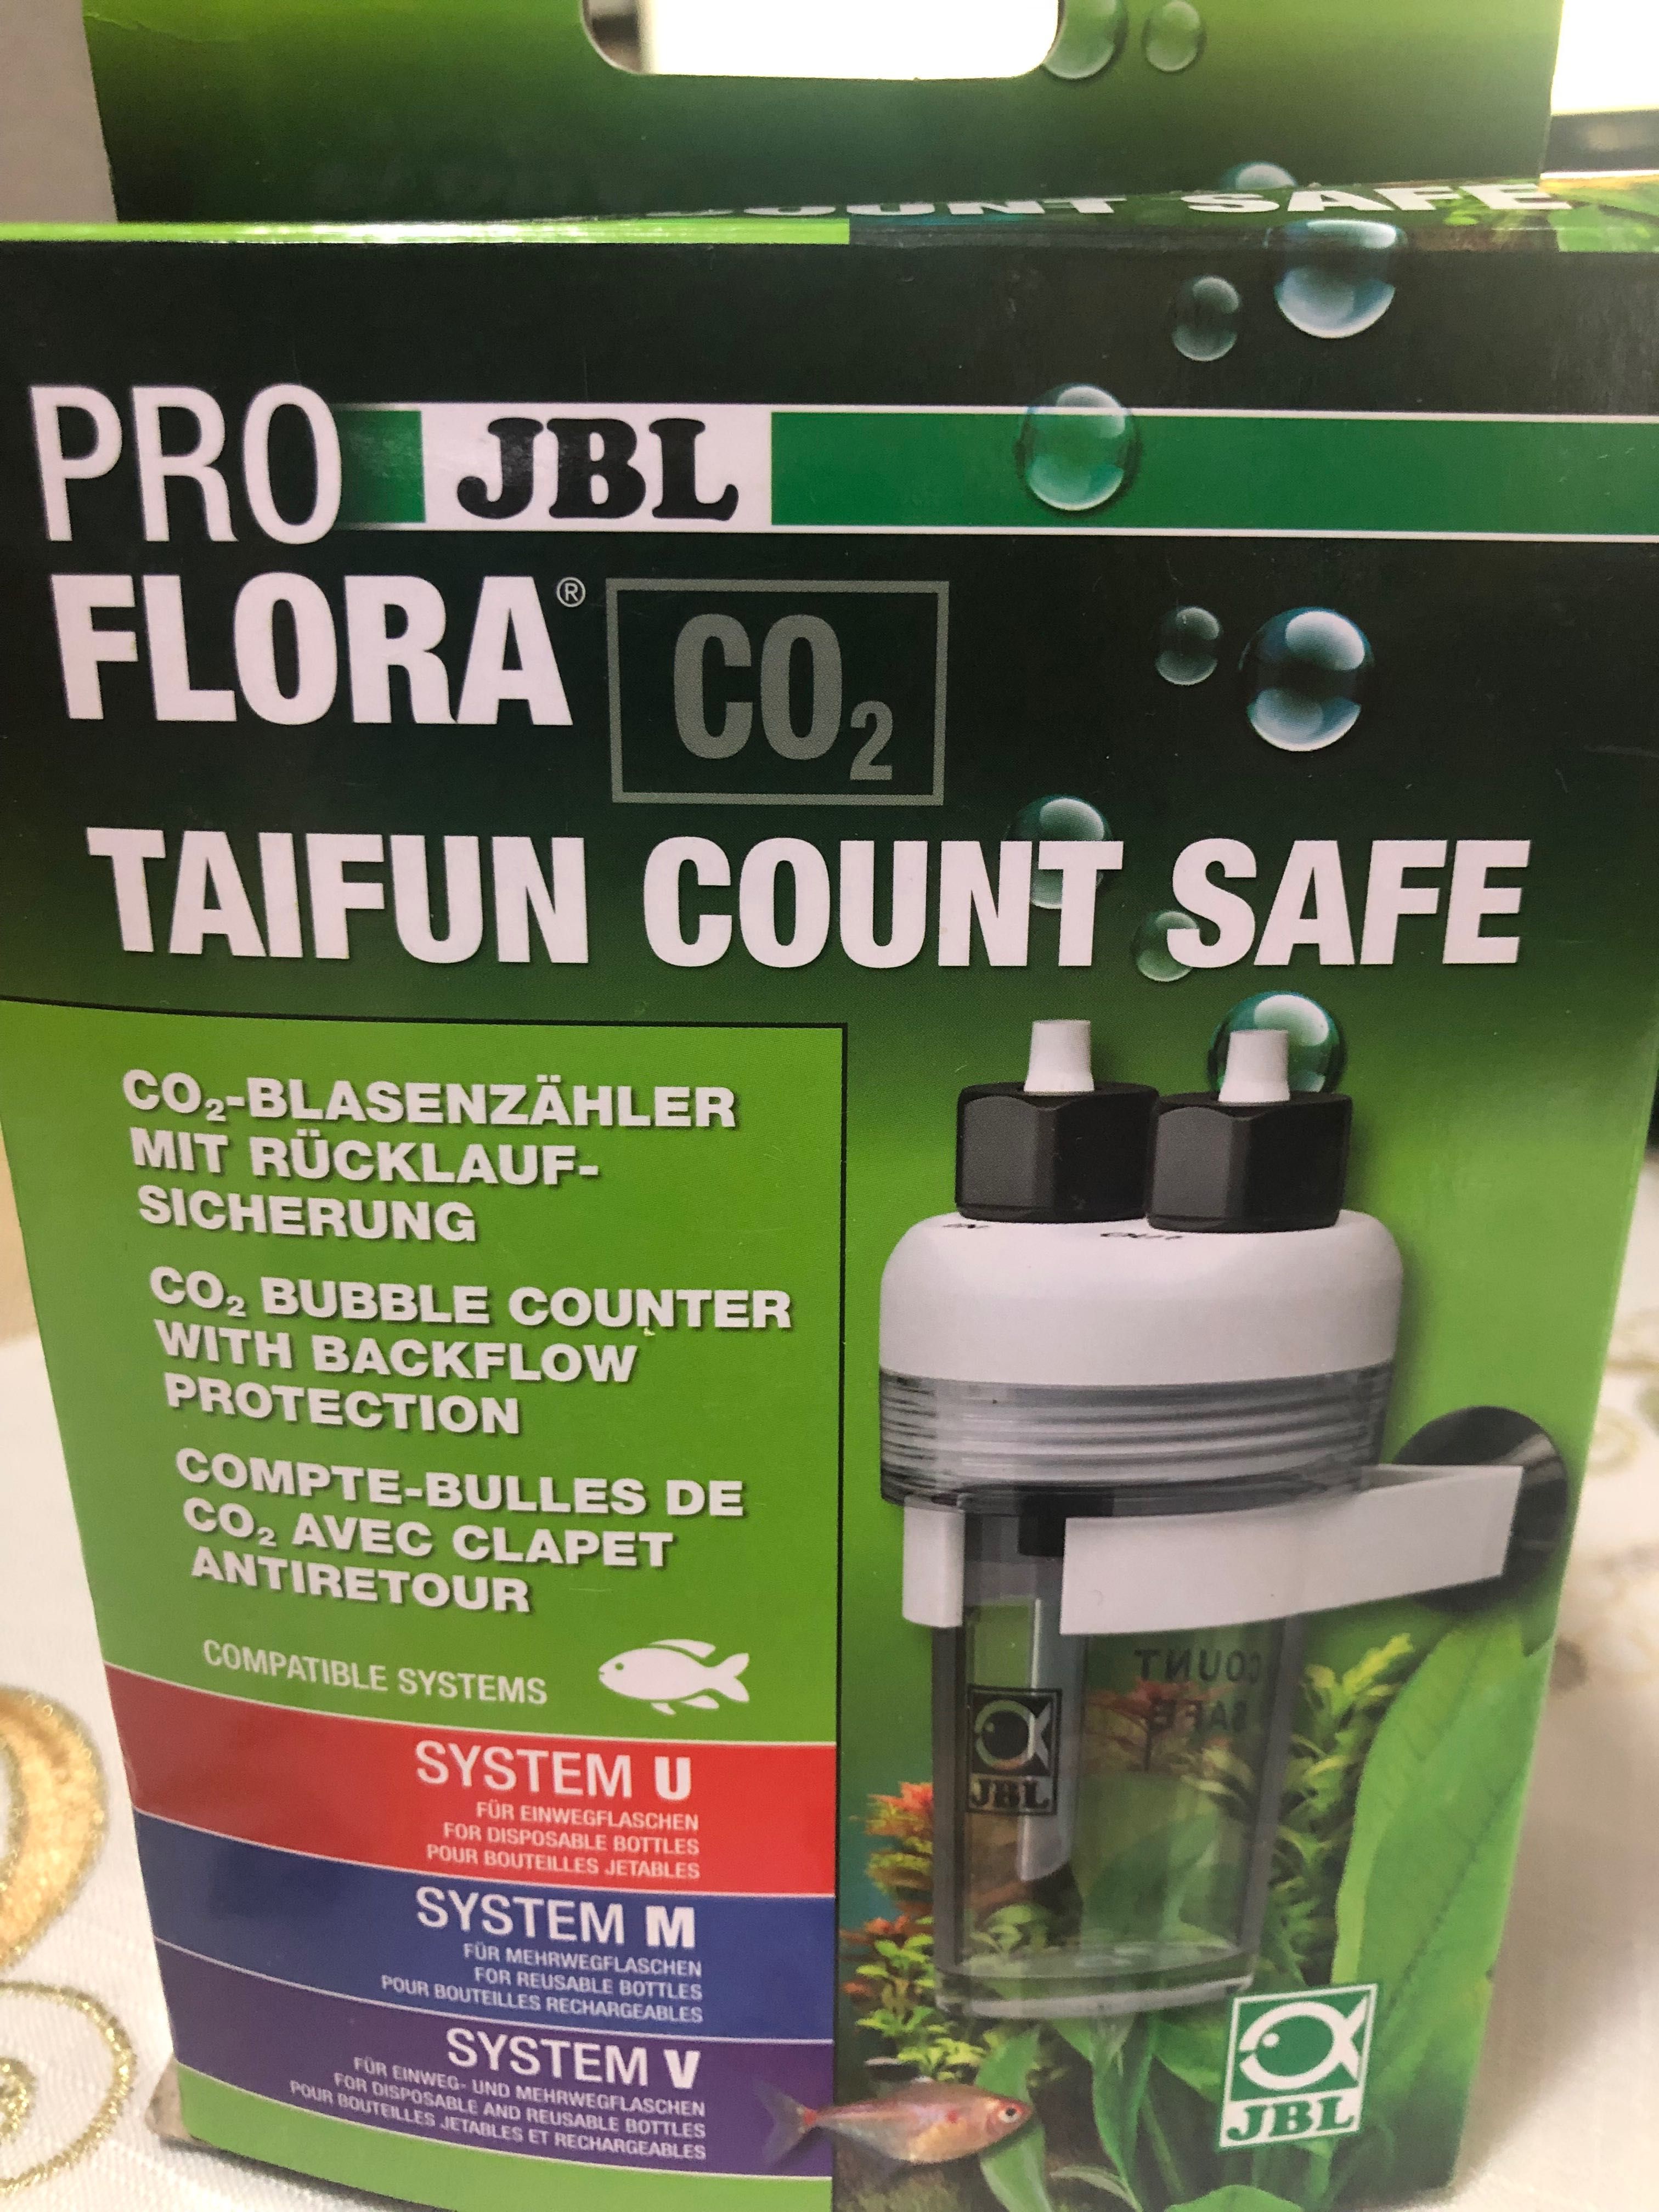 COUNT SAFE
PRO JBL
FLORA® CO₂
TAIFUN COUNT SAFE
CO₂-BLASENZÄHLER
MIT RÜCKLAUF-
SICHERUNG
CO₂ BUBBLE COUNTER
WITH BACKFLOW
PROTECTION
COMPTE-BULLES DE
CO₂ AVEC CLAPET
ANTIRETOUR
COMPATIBLE SYSTEMS
SYSTEM U
FÜR EINWEGFLASCHEN
FOR DISPOSABLE BOTTLES
POUR BOUTEILLES JETABLES
SYSTEM M
FÜR MEHRWEGFLASCHEN
FOR REUSABLE BOTTLES
POUR BOUTEILLES RECHARGEABLES
SYSTEM V
FÜR EINWEG- UND MEHRWEGFLASCHEN
FOR DISPOSABLE AND REUSABLE BOTTLES
POUR BOUTEILLES JETABLES ET RECHARGEABLES
IN
OUT
COUNT
SAFE
JBL
JBL